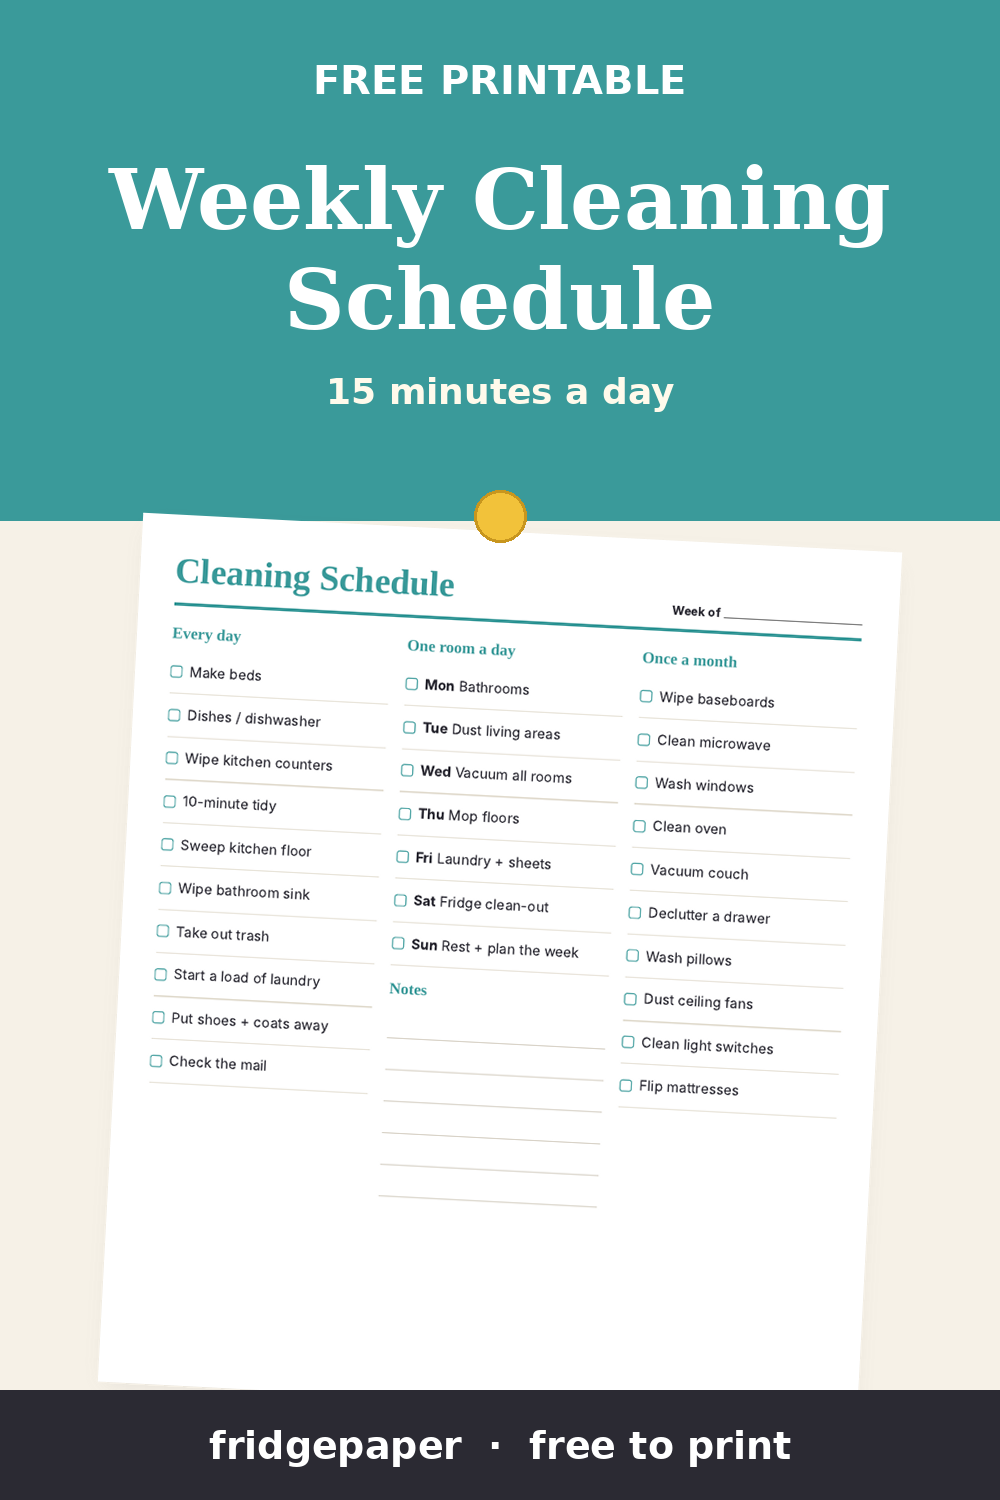 FREE PRINTABLE
Weekly Cleaning
Schedule
15 minutes a day
Cleaning Schedule
Week of
Every day
Make beds
Dishes / dishwasher
Wipe kitchen counters
10-minute tidy
Sweep kitchen floor
Wipe bathroom sink
Take out trash
Start a load of laundry
Put shoes + coats away
Check the mail
One room a day
Mon Bathrooms
Tue Dust living areas
Wed Vacuum all rooms
Thu Mop floors
Fri Laundry + sheets
Sat Fridge clean-out
Sun Rest + plan the week
Notes
Once a month
Wipe baseboards
Clean microwave
Wash windows
Clean oven
Vacuum couch
Declutter a drawer
Wash pillows
Dust ceiling fans
Clean light switches
Flip mattresses
fridgepaper · free to print